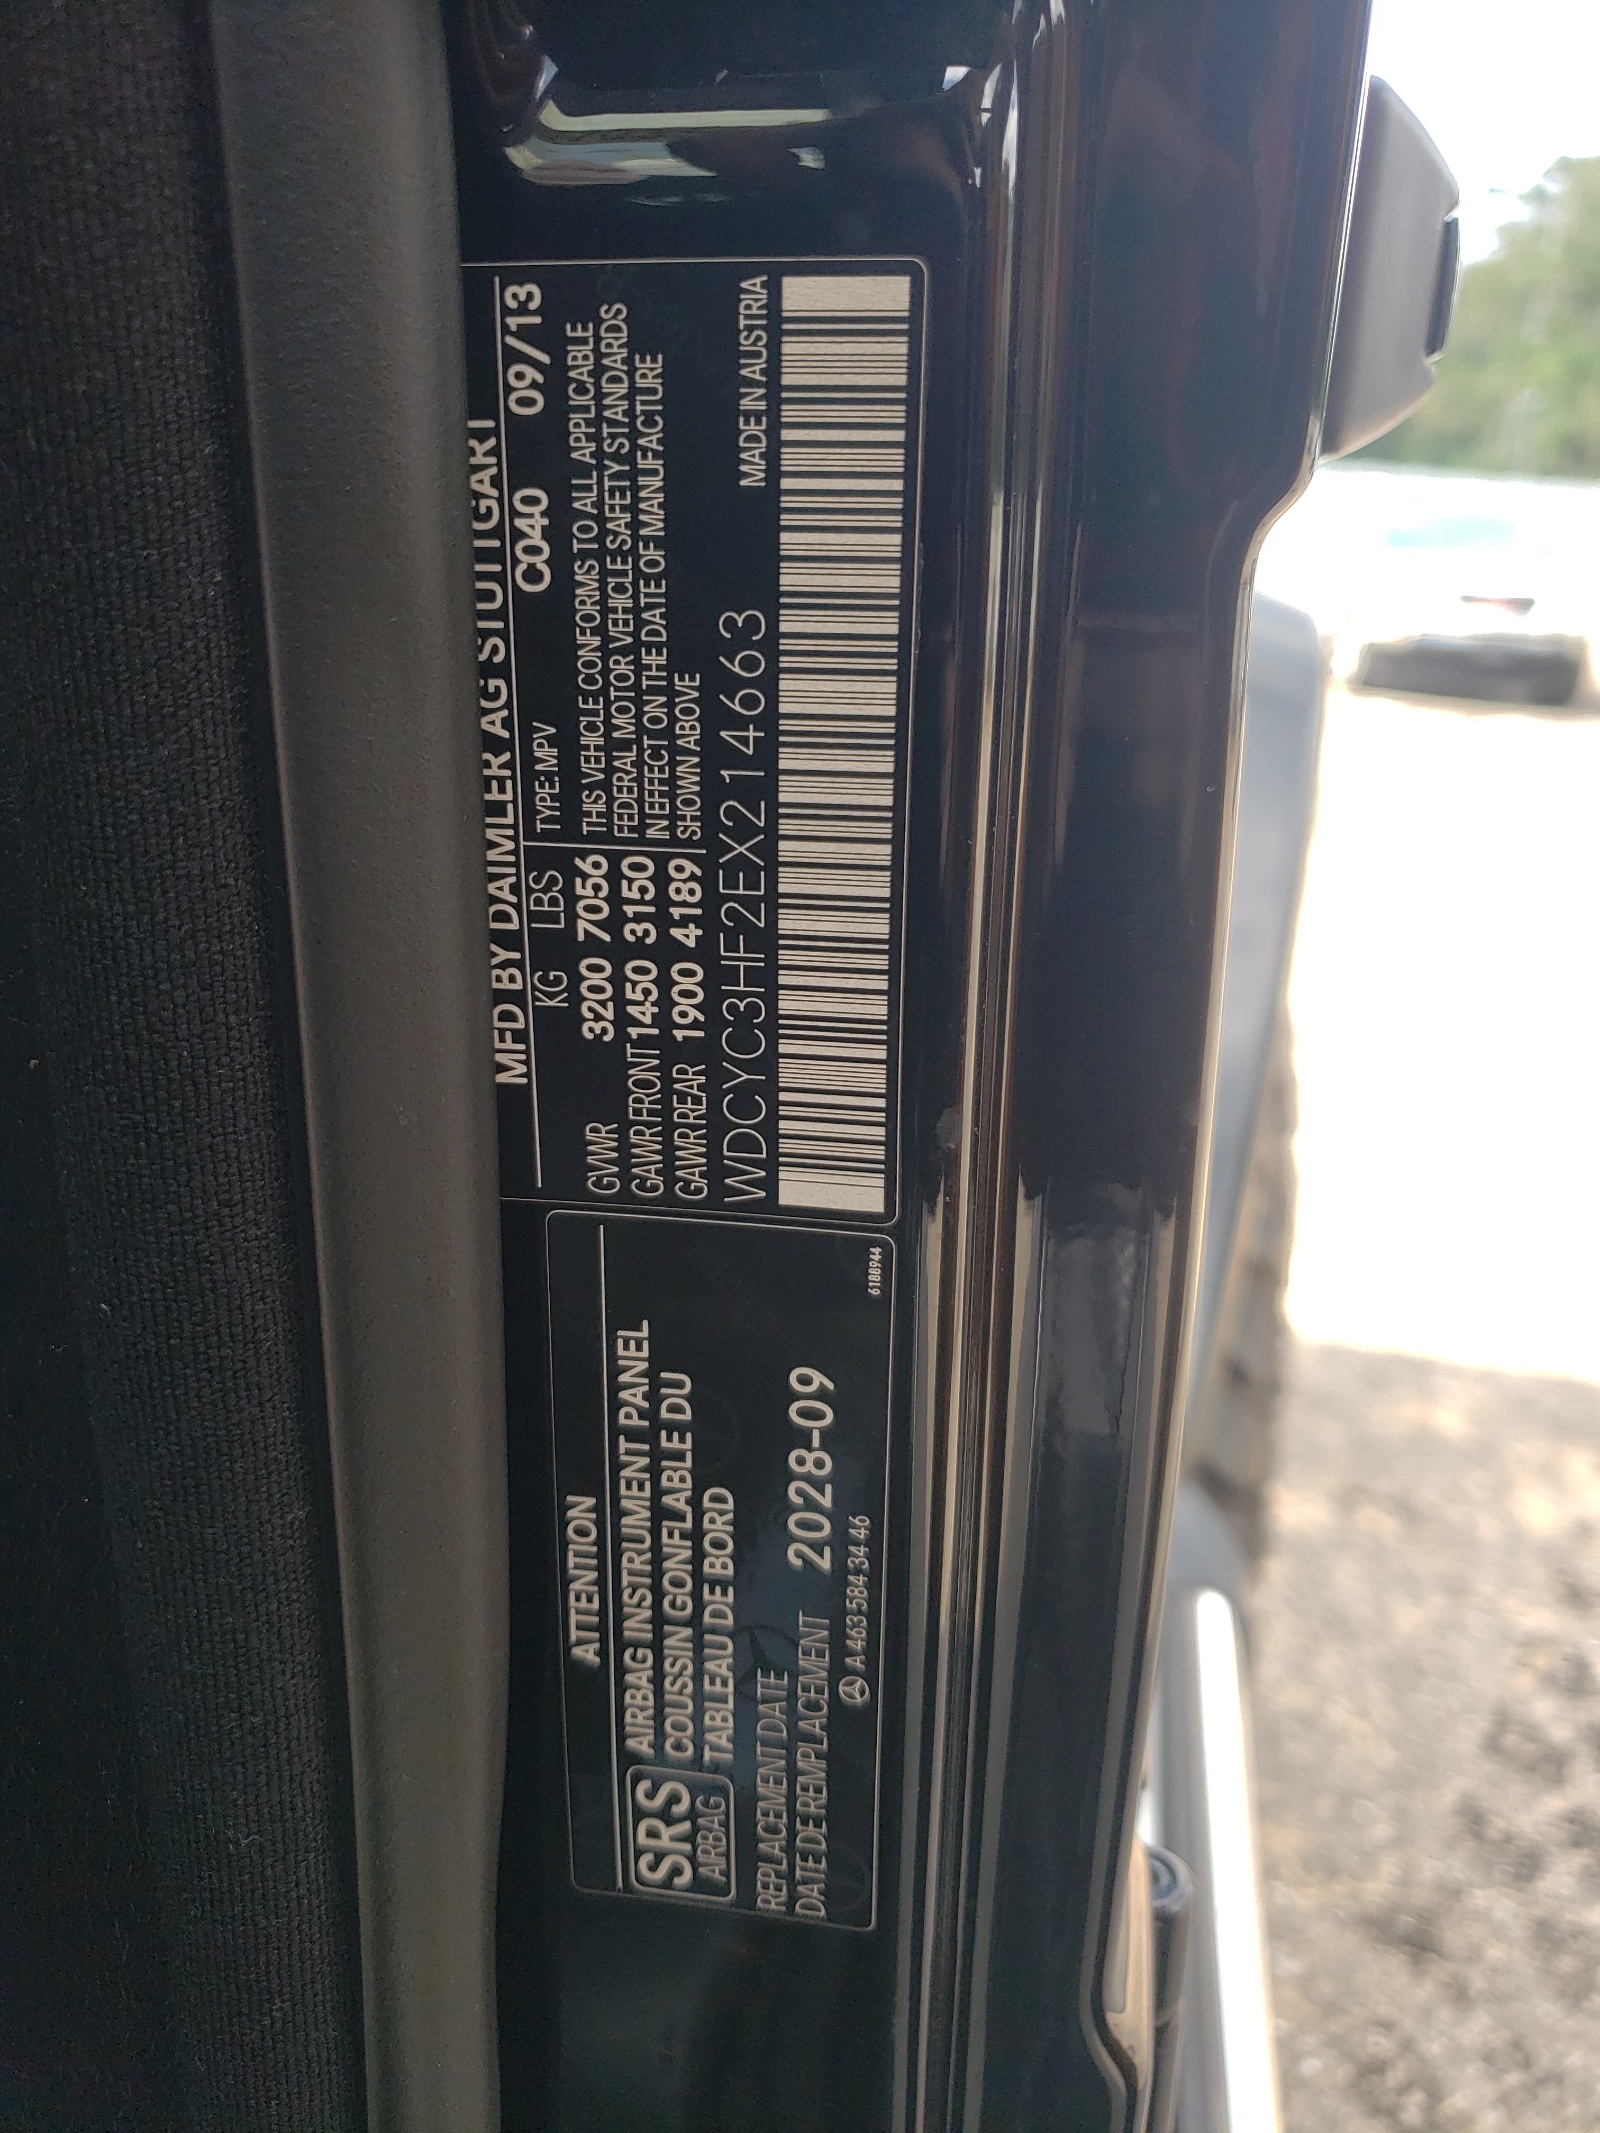 MFD BY DAIMLER AG STUTTGART
KG LBS TYPE: MPV C040 09/13
GVWR 3200 7056 THIS VEHICLE CONFORMS TO ALL APPLICABLE
GAWR FRONT 1450 3150 FEDERAL MOTOR VEHICLE SAFETY STANDARDS
IN EFFECT ON THE DATE OF MANUFACTURE
GAWR REAR 1900 4189 SHOWN ABOVE
WDCYC3HF2EX214663 MADE IN AUSTRIA
ATTENTION
SRS AIRBAG INSTRUMENT PANEL
COUSSIN GONFLABLE DU
AIRBAG TABLEAU DE BORD
REPLACEMENT DATE
DATE DE REMPLACEMENT 2028-09
A 463 584 34 46
6188944